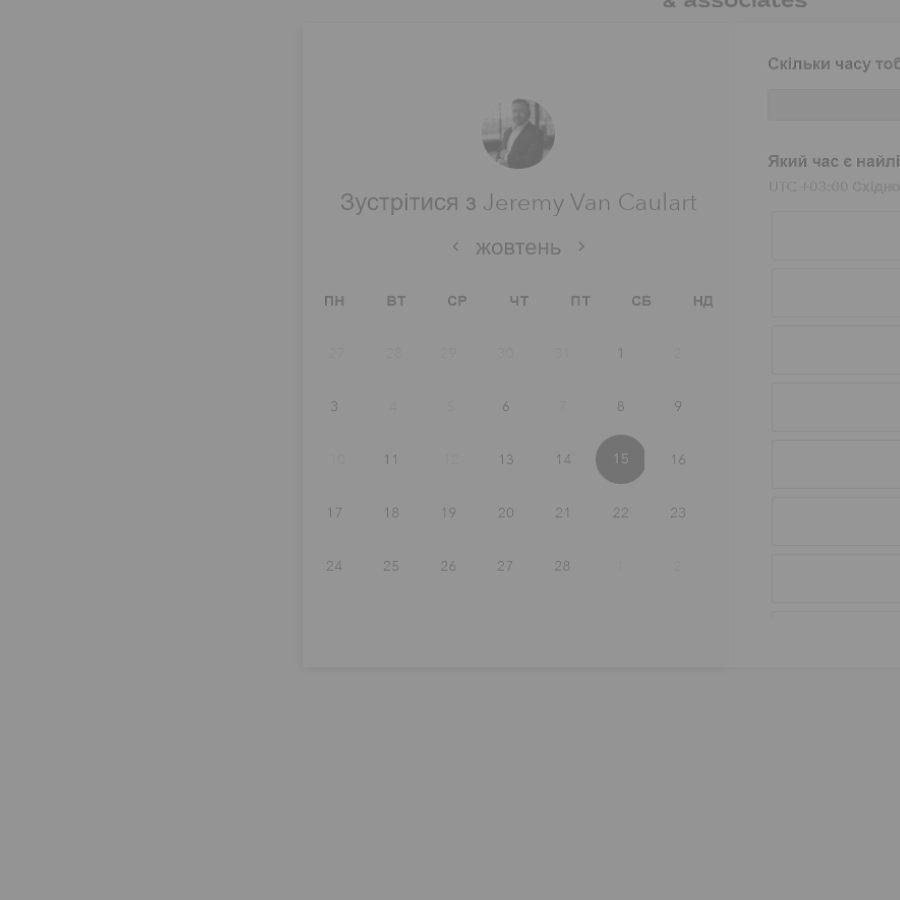 & associates
Зустрітися з Jeremy Van Caulart
жовтень
ПН ВТ СР ЧТ ПТ СБ НД
27 28 29 30 31 1 2
3 4 5 6 7 8 9
10 11 12 13 14 15 16
17 18 19 20 21 22 23
24 25 26 27 28 1 2
Скільки часу тоб
Який час є найлі
UTC +03:00 Східно